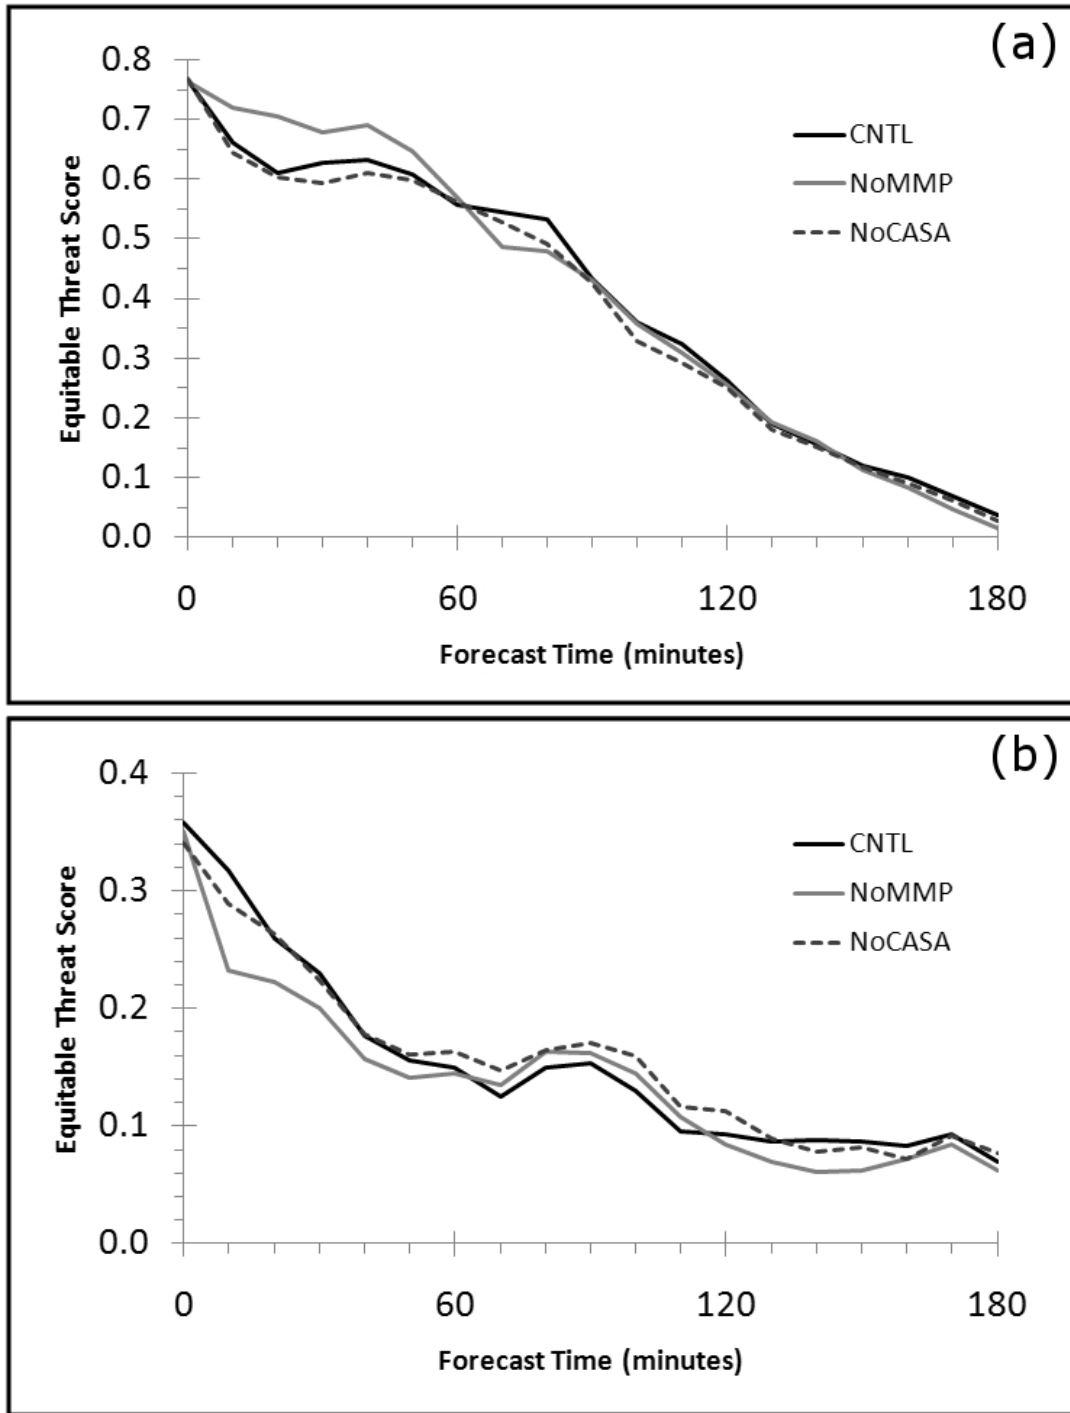 (a)
0.8
0.7
0.6
0.5
0.4
0.3
0.2
0.1
0.0
Equitable Threat Score
CNTL
NoMMP
NoCASA
0 60 120 180
Forecast Time (minutes)
(b)
0.4
0.3
0.2
0.1
0.0
Equitable Threat Score
CNTL
NoMMP
NoCASA
0 60 120 180
Forecast Time (minutes)